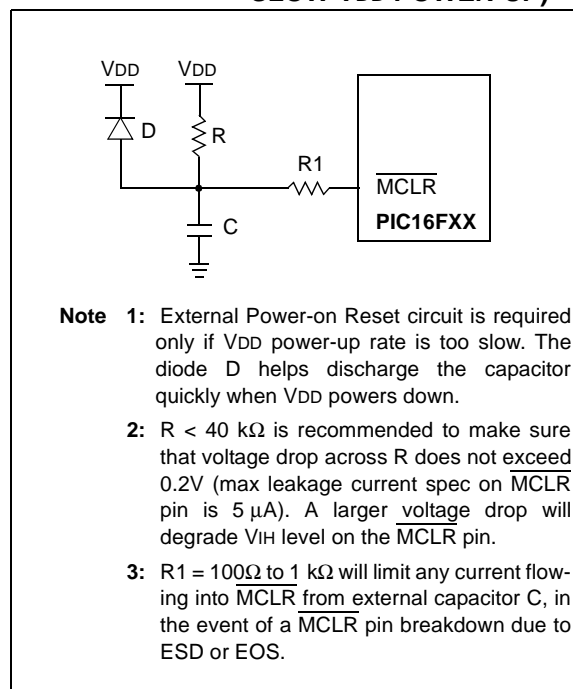 VDD VDD
D
R
R1
MCLR
PIC16FXX
C
Note 1: External Power-on Reset circuit is required
only if VDD power-up rate is too slow. The
diode D helps discharge the capacitor
quickly when VDD powers down.
2: R < 40 kΩ is recommended to make sure
that voltage drop across R does not exceed
0.2V (max leakage current spec on MCLR
pin is 5 μA). A larger voltage drop will
degrade VIH level on the MCLR pin.
3: R1 = 100Ω to 1 kΩ will limit any current flow-
ing into MCLR from external capacitor C, in
the event of a MCLR pin breakdown due to
ESD or EOS.